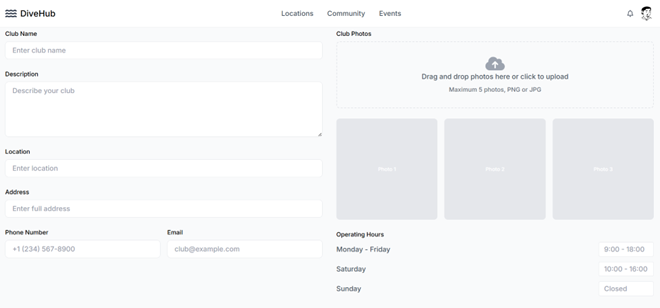 DiveHub
Locations
Community
Events
Club Name
Enter club name
Description
Describe your club
Location
Enter location
Address
Enter full address
Phone Number
Email
+1 (234) 567-8900
club@example.com
Club Photos
Drag and drop photos here or click to upload
Maximum 5 photos, PNG or JPG
Photo 1
Photo 2
Photo 3
Operating Hours
Monday - Friday
9:00 - 18:00
Saturday
10:00 - 16:00
Sunday
Closed